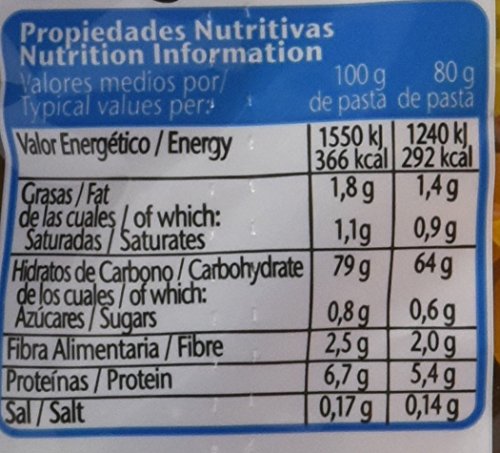 Propiedades Nutritivas
Nutrition Information
Valores medios por/ 100 g 80 g
Typical values per: de pasta de pasta
Valor Energético / Energy 1550 kJ 1240 kJ
366 kcal 292 kcal
Grasas / Fat 1,8 g 1,4 g
de las cuales / of which:
Saturadas / Saturates 1,1g 0,9 g
Hidratos de Carbono / Carbohydrate 79 g 64 g
de los cuales / of which:
Azúcares / Sugars 0,8 g 0,6 g
Fibra Alimentaria / Fibre 2,5 g 2,0 g
Proteínas / Protein 6,7 g 5,4 g
Sal / Salt 0,17 g 0,14 g